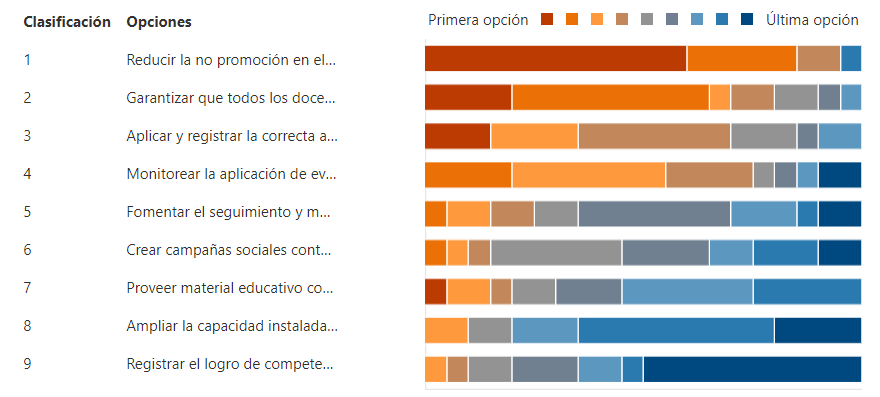 Clasificación Opciones Primera opción Última opción
1 Reducir la no promoción en el...
2 Garantizar que todos los doce...
3 Aplicar y registrar la correcta a...
4 Monitorear la aplicación de ev...
5 Fomentar el seguimiento y m...
6 Crear campañas sociales cont...
7 Proveer material educativo co...
8 Ampliar la capacidad instalada...
9 Registrar el logro de compete...